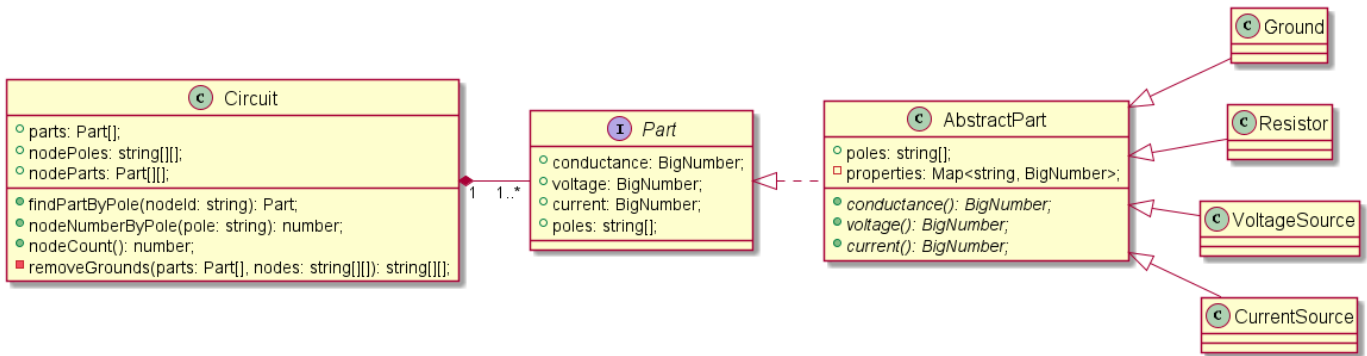 C Circuit
parts: Part[];
nodePoles: string[][];
nodeParts: Part[][];
findPartByPole(nodeId: string): Part;
nodeNumberByPole(pole: string): number;
nodeCount(): number;
removeGrounds(parts: Part[], nodes: string[][]): string[][];
1
1..*
I Part
conductance: BigNumber;
voltage: BigNumber;
current: BigNumber;
poles: string[];
C AbstractPart
poles: string[];
properties: Map<string, BigNumber>;
conductance(): BigNumber;
voltage(): BigNumber;
current(): BigNumber;
C Ground
C Resistor
C VoltageSource
C CurrentSource